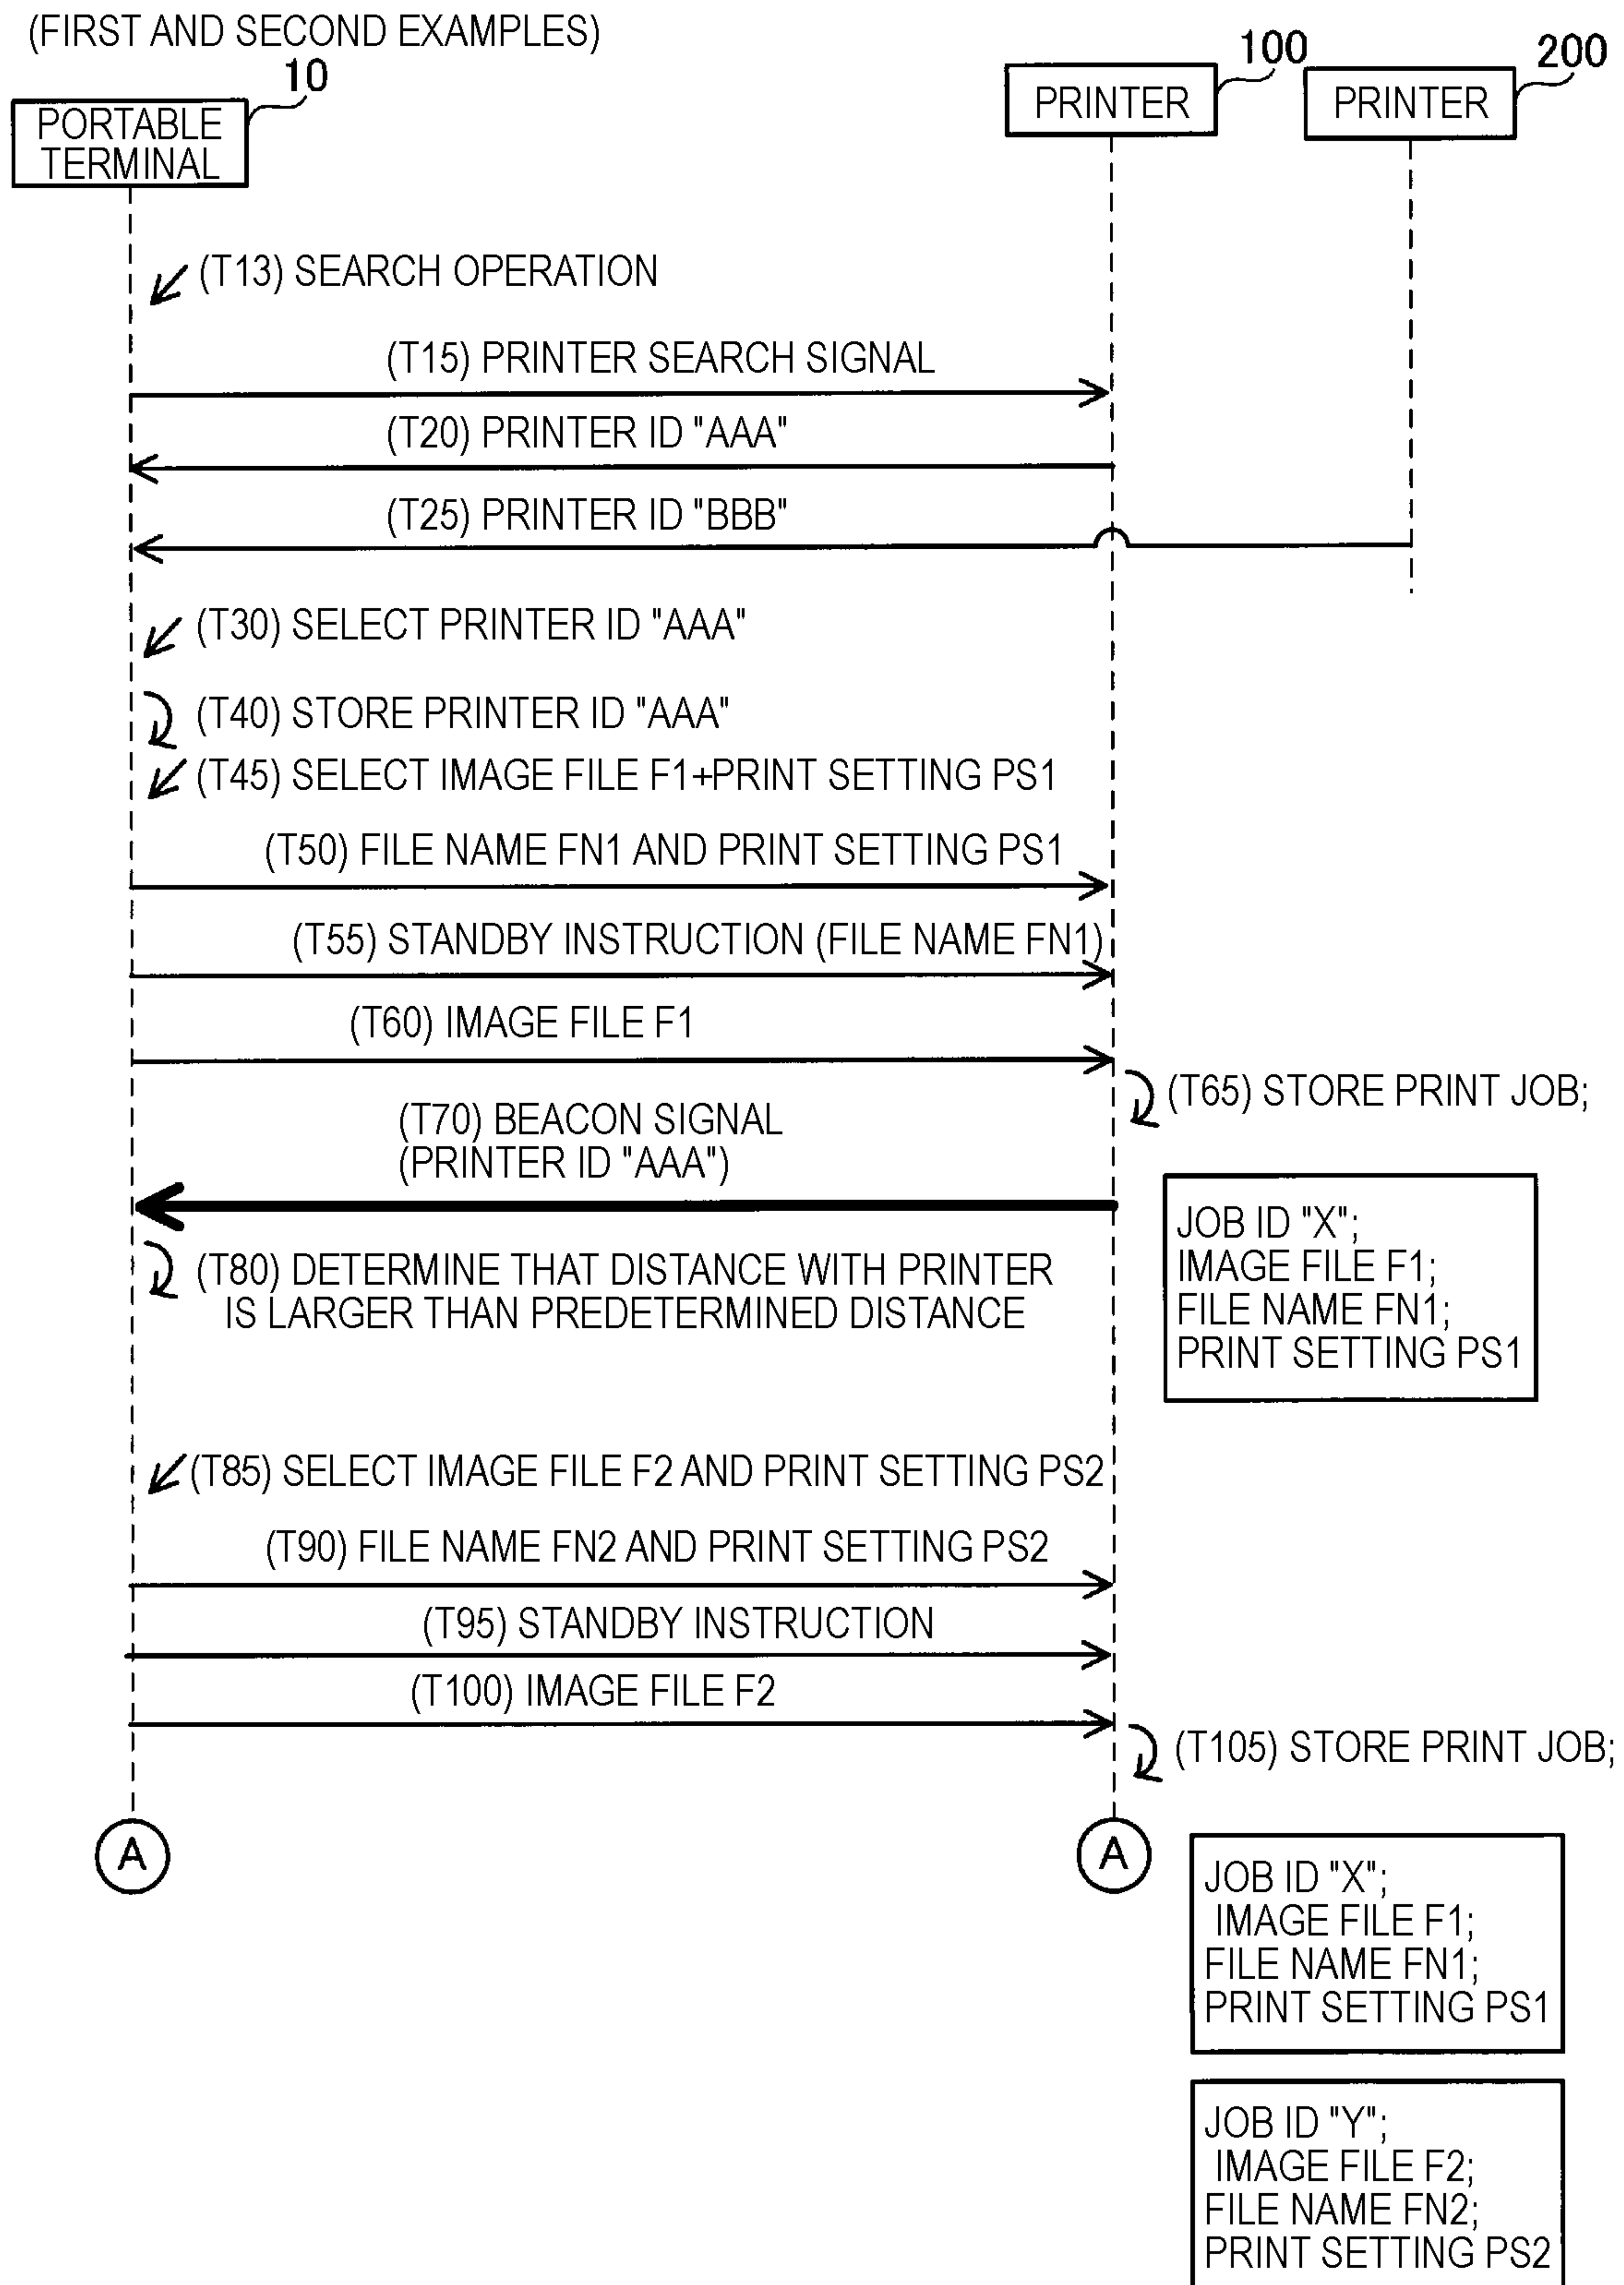 (FIRST AND SECOND EXAMPLES)
10
100
200
PORTABLE
TERMINAL
PRINTER
PRINTER
(T13) SEARCH OPERATION
(T15) PRINTER SEARCH SIGNAL
(T20) PRINTER ID "AAA"
(T25) PRINTER ID "BBB"
(T30) SELECT PRINTER ID "AAA"
(T40) STORE PRINTER ID "AAA"
(T45) SELECT IMAGE FILE F1+PRINT SETTING PS1
(T50) FILE NAME FN1 AND PRINT SETTING PS1
(T55) STANDBY INSTRUCTION (FILE NAME FN1)
(T60) IMAGE FILE F1
(T65) STORE PRINT JOB;
(T70) BEACON SIGNAL
(PRINTER ID "AAA")
JOB ID "X";
IMAGE FILE F1;
FILE NAME FN1;
PRINT SETTING PS1
(T80) DETERMINE THAT DISTANCE WITH PRINTER
IS LARGER THAN PREDETERMINED DISTANCE
(T85) SELECT IMAGE FILE F2 AND PRINT SETTING PS2
(T90) FILE NAME FN2 AND PRINT SETTING PS2
(T95) STANDBY INSTRUCTION
(T100) IMAGE FILE F2
(T105) STORE PRINT JOB;
A
A
JOB ID "X";
IMAGE FILE F1;
FILE NAME FN1;
PRINT SETTING PS1
JOB ID "Y";
IMAGE FILE F2;
FILE NAME FN2;
PRINT SETTING PS2